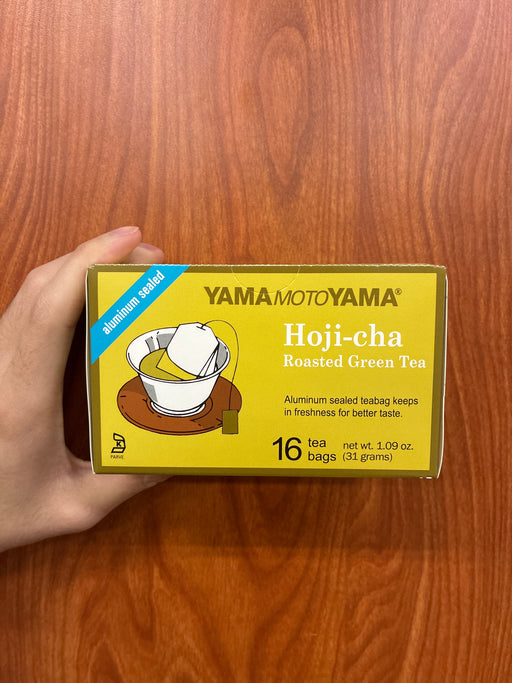 aluminum sealed
YAMAMOTOYAMA®
Hoji-cha
Roasted Green Tea
Aluminum sealed teabag keeps
in freshness for better taste.
16 tea bags
net wt. 1.09 oz.
(31 grams)
K
PARVE